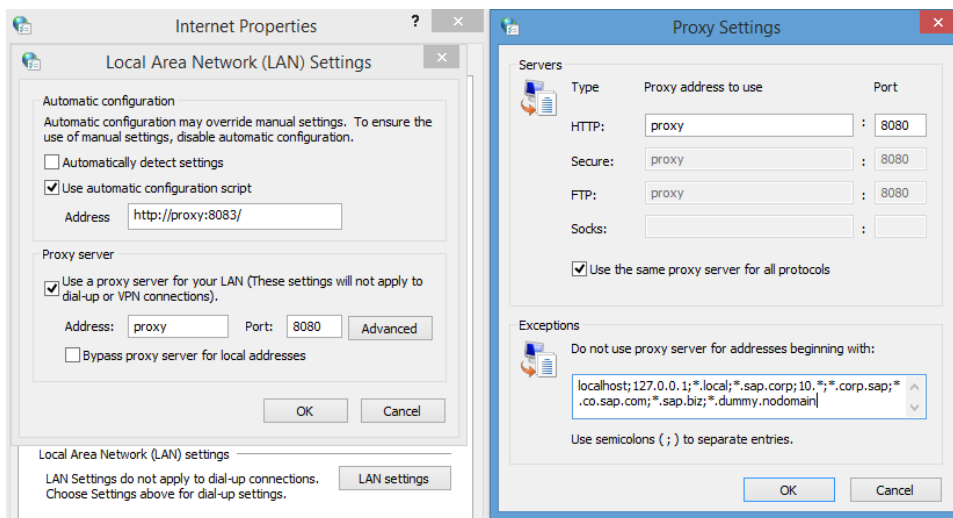 Internet Properties
?
Local Area Network (LAN) Settings
Automatic configuration
Automatic configuration may override manual settings. To ensure the
use of manual settings, disable automatic configuration.
Automatically detect settings
Use automatic configuration script
Address http://proxy:8083/
Proxy server
Use a proxy server for your LAN (These settings will not apply to
dial-up or VPN connections).
Address: proxy Port: 8080 Advanced
Bypass proxy server for local addresses
OK Cancel
Local Area Network (LAN) settings
LAN Settings do not apply to dial-up connections.
Choose Settings above for dial-up settings.
LAN settings
Proxy Settings
Servers
Type Proxy address to use Port
HTTP: proxy : 8080
Secure: proxy : 8080
FTP: proxy : 8080
Socks: :
Use the same proxy server for all protocols
Exceptions
Do not use proxy server for addresses beginning with:
localhost;127.0.0.1;*.local;*.sap.corp;10.*;*.corp.sap;*
.co.sap.com;*.sap.biz;*.dummy.nodomain
Use semicolons ( ; ) to separate entries.
OK Cancel